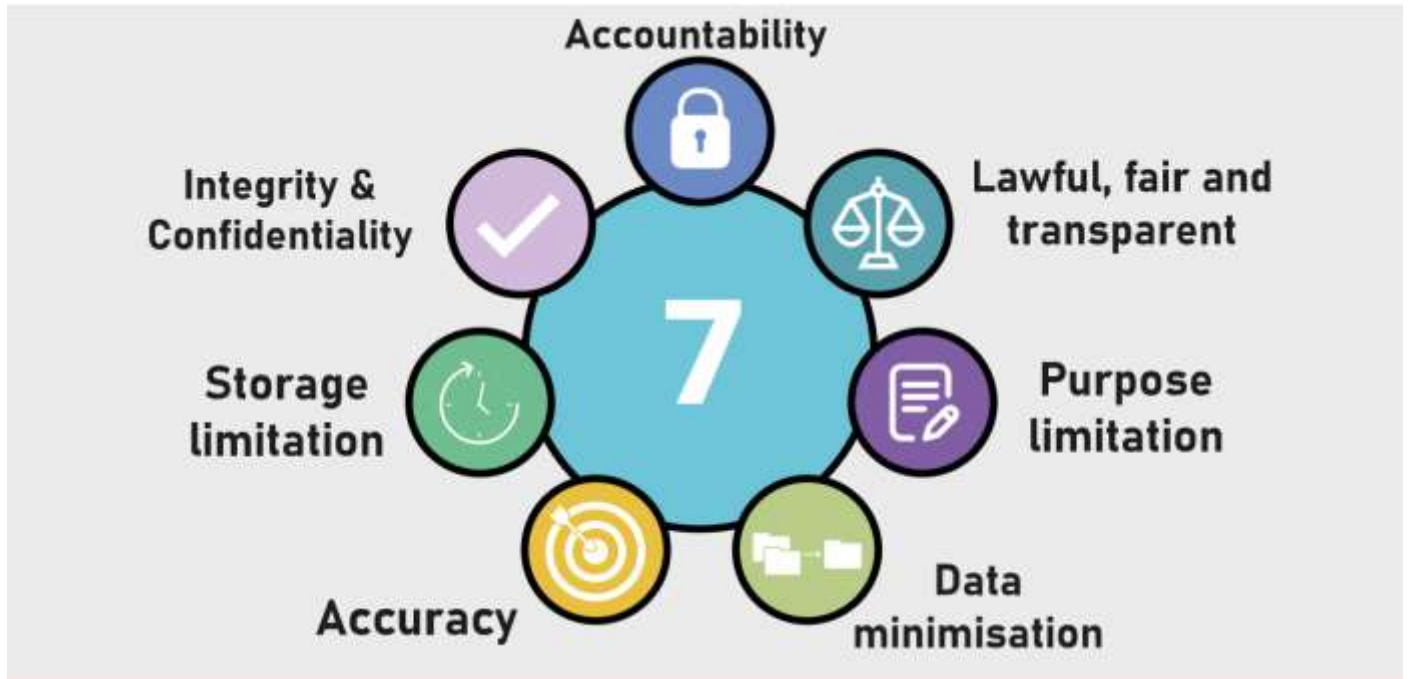 Accountability
Lawful, fair and
transparent
Purpose
limitation
Data
minimisation
Accuracy
Storage
limitation
Integrity &
Confidentiality
7